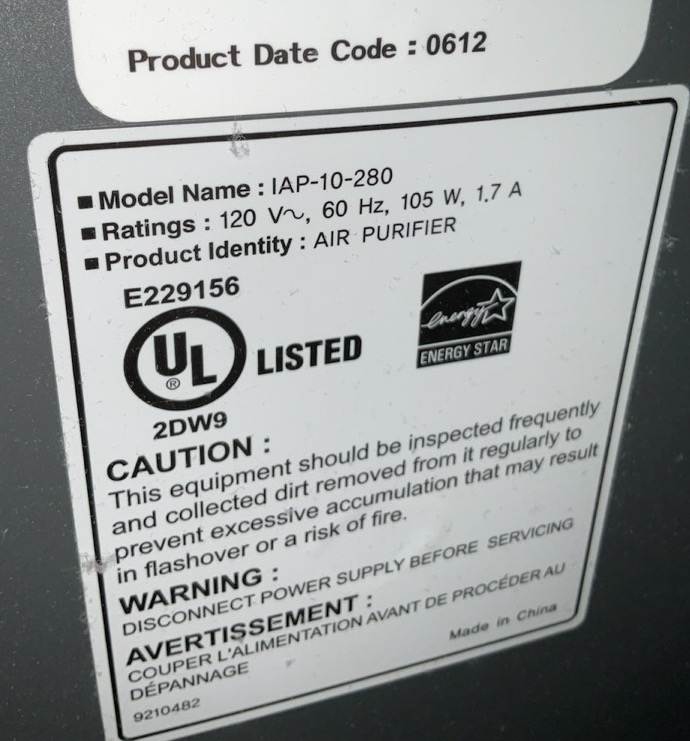 Product Date Code : 0612
■ Model Name : IAP-10-280
■ Ratings : 120 V~, 60 Hz, 105 W, 1.7 A
■ Product Identity : AIR PURIFIER
E229156
UL ® LISTED
energy
ENERGY STAR
2DW9
CAUTION :
This equipment should be inspected frequently
and collected dirt removed from it regularly to
prevent excessive accumulation that may result
in flashover or a risk of fire.
WARNING :
DISCONNECT POWER SUPPLY BEFORE SERVICING
AVERTISSEMENT :
COUPER L'ALIMENTATION AVANT DE PROCÉDER AU
DÉPANNAGE
Made in China
9210482